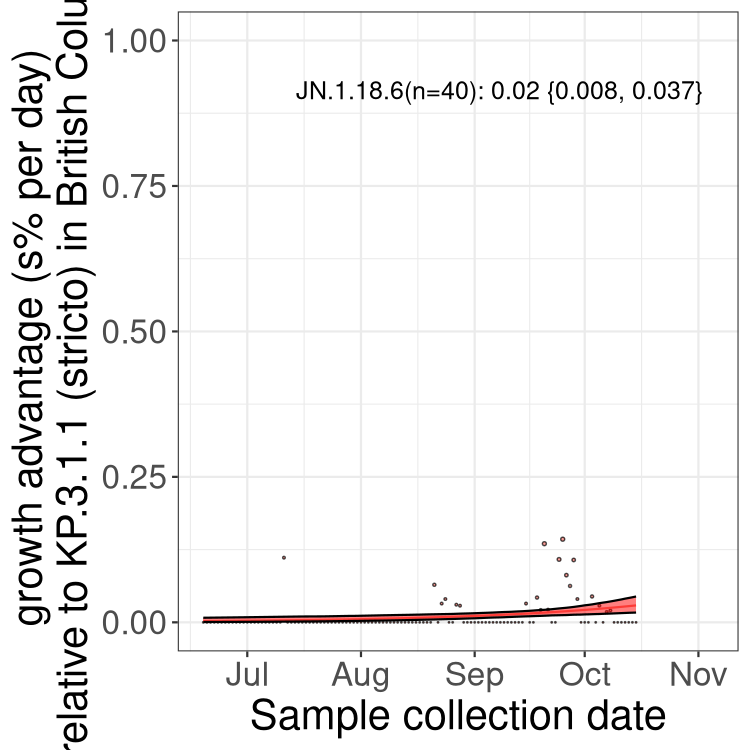 growth advantage (s% per day)
relative to KP.3.1.1 (stricto) in British Colu
1.00
0.75
0.50
0.25
0.00
JN.1.18.6(n=40): 0.02 {0.008, 0.037}
Jul Aug Sep Oct Nov
Sample collection date